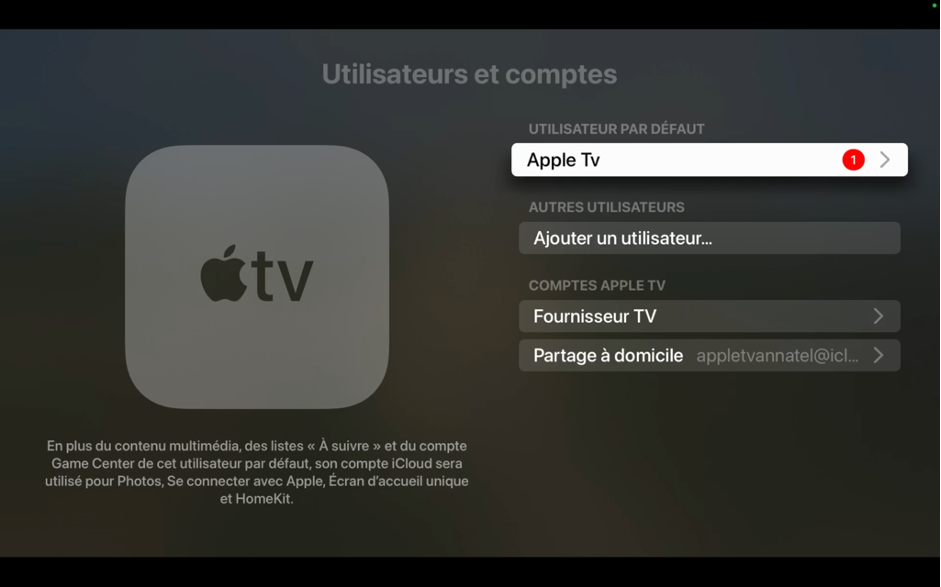 Utilisateurs et comptes
UTILISATEUR PAR DÉFAUT
Apple Tv 1
AUTRES UTILISATEURS
Ajouter un utilisateur...
COMPTES APPLE TV
Fournisseur TV
Partage à domicile appletvannatel@icl...
tv
En plus du contenu multimédia, des listes « À suivre » et du compte
Game Center de cet utilisateur par défaut, son compte iCloud sera
utilisé pour Photos, Se connecter avec Apple, Écran d'accueil unique
et HomeKit.